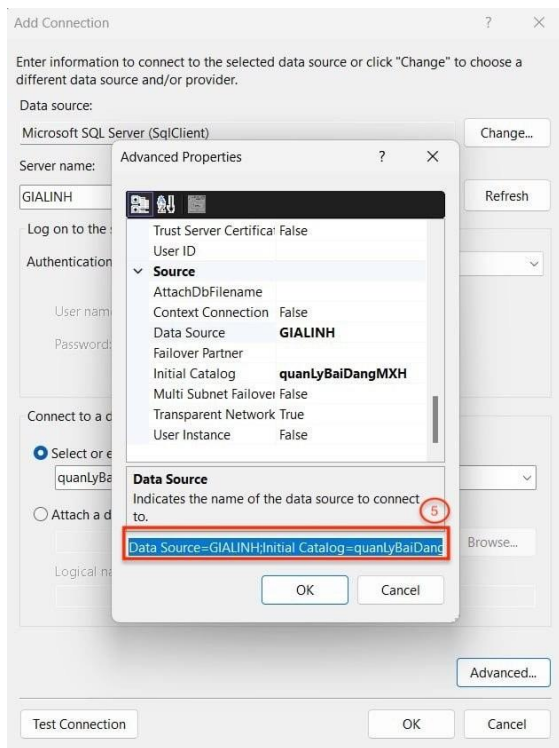 Add Connection ? ×
Enter information to connect to the selected data source or click "Change" to choose a
different data source and/or provider.
Data source:
Microsoft SQL Server (SqlClient) Change...
Server name:
GIALINH Refresh
Log on to the
Authentication
User nam
Password:
Connect to a d
Select or e
quanLyBa
Attach a d
Browse...
Logical na
Advanced...
Test Connection OK Cancel
Advanced Properties ? ×
Trust Server Certificat False
User ID
Source
AttachDbFilename
Context Connection False
Data Source GIALINH
Failover Partner
Initial Catalog quanLyBaiDangMXH
Multi Subnet Failover False
Transparent Network True
User Instance False
Data Source
Indicates the name of the data source to connect
to.
5
Data Source=GIALINH;Initial Catalog=quanLyBaiDang
OK Cancel